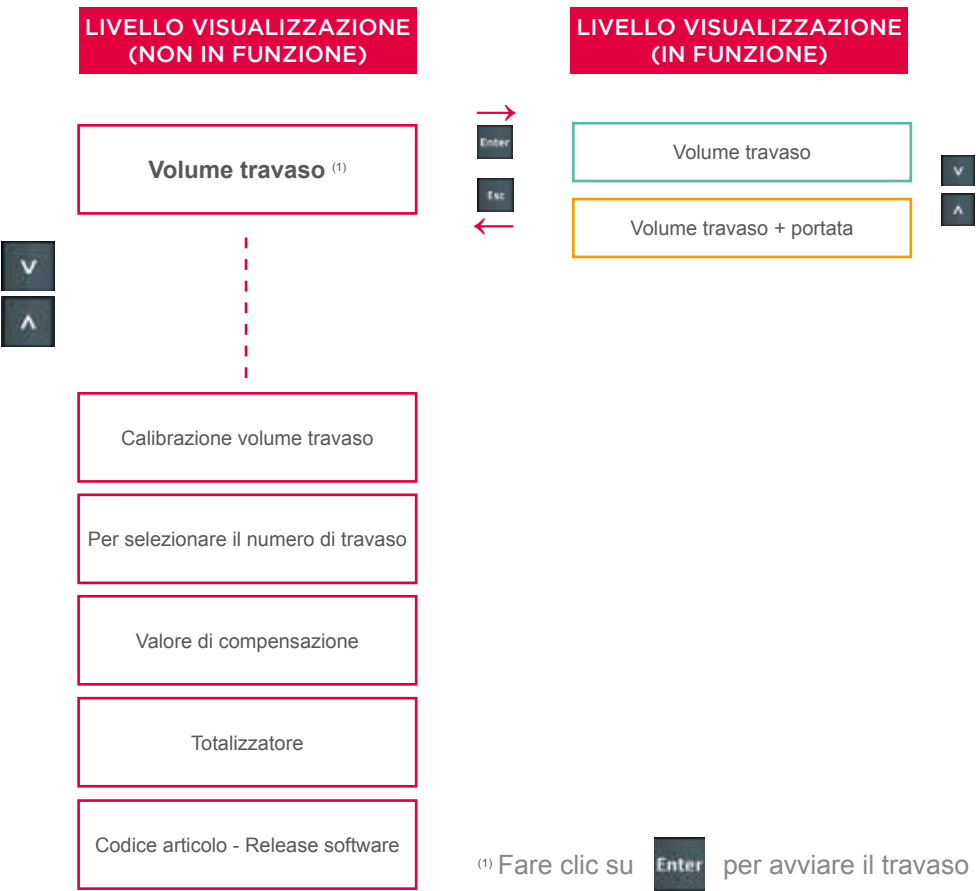 LIVELLO VISUALIZZAZIONE
(NON IN FUNZIONE)
LIVELLO VISUALIZZAZIONE
(IN FUNZIONE)
Volume travaso (1)
Enter
Esc
Volume travaso
Volume travaso + portata
Calibrazione volume travaso
Per selezionare il numero di travaso
Valore di compensazione
Totalizzatore
Codice articolo - Release software
(1) Fare clic su Enter per avviare il travaso